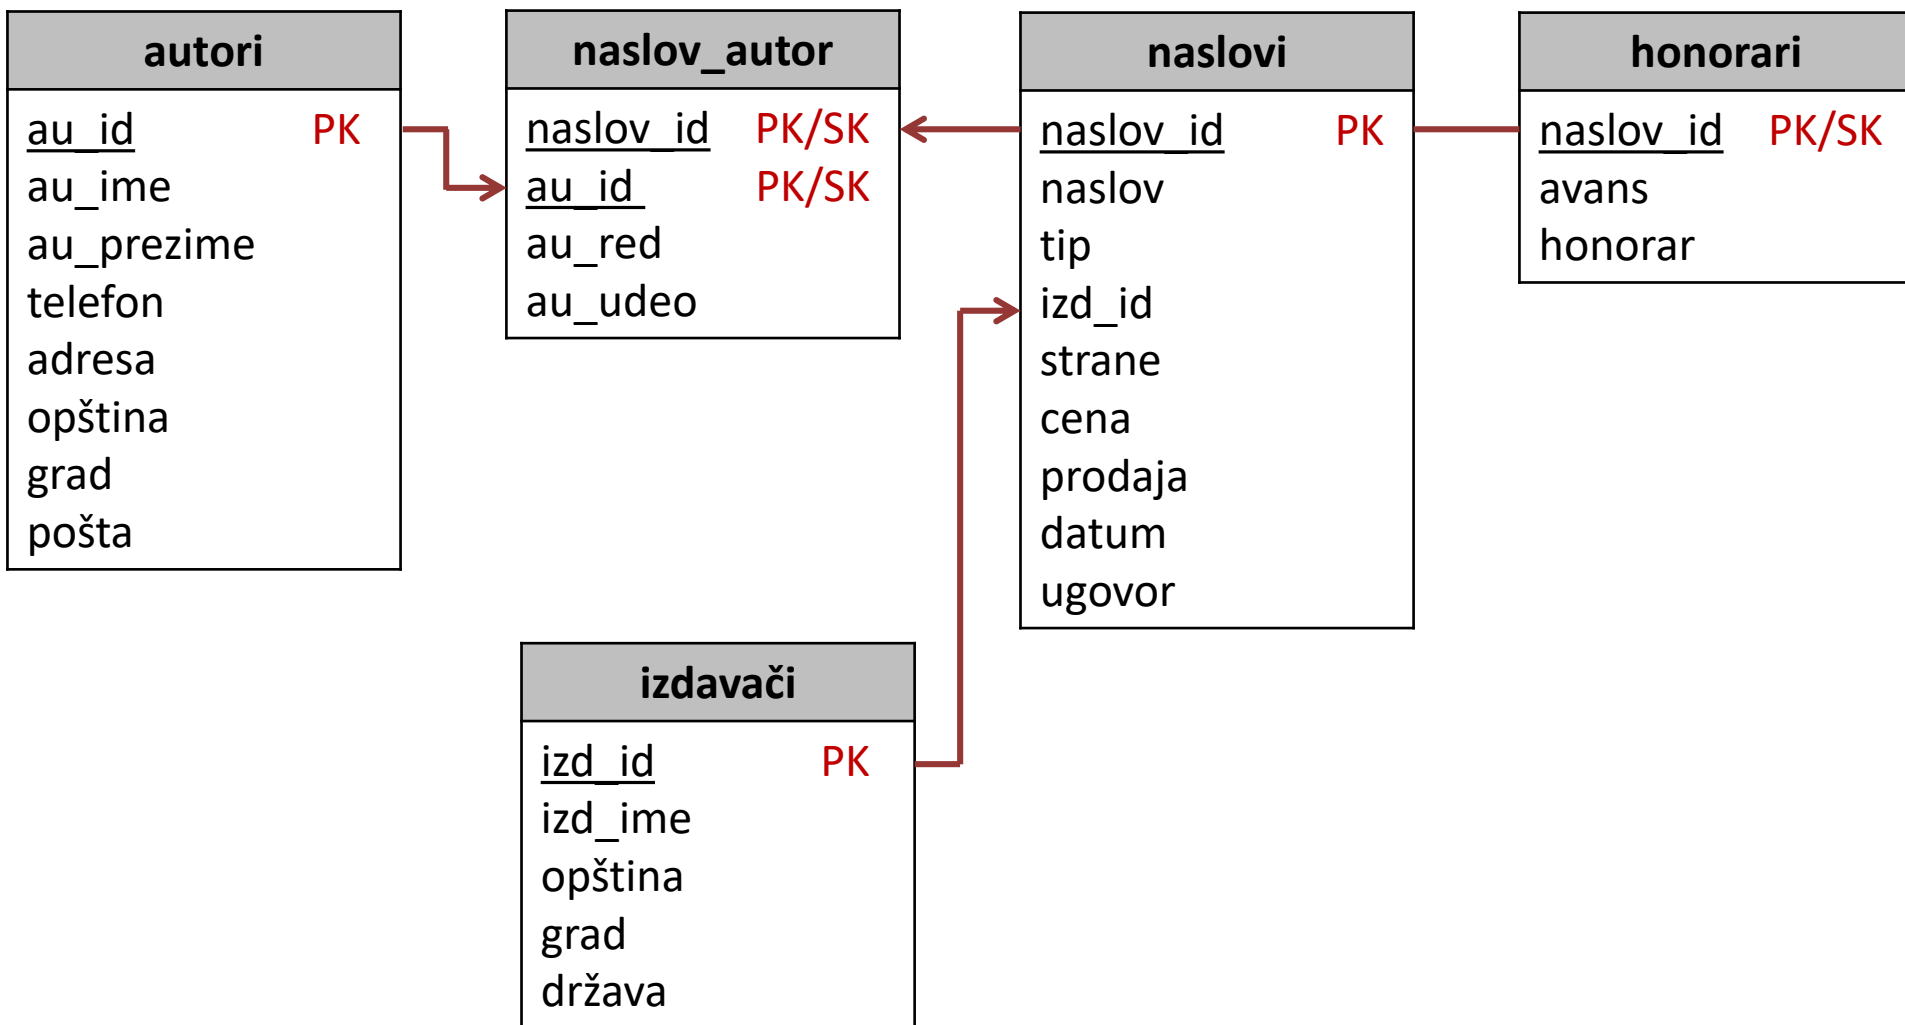 autori
au_id PK
au_ime
au_prezime
telefon
adresa
opština
grad
pošta
naslov_autor
naslov_id PK/SK
au_id PK/SK
au_red
au_udeo
naslovi
naslov_id PK
naslov
tip
izd_id
strane
cena
prodaja
datum
ugovor
honorari
naslov_id PK/SK
avans
honorar
izdavači
izd_id PK
izd_ime
opština
grad
država